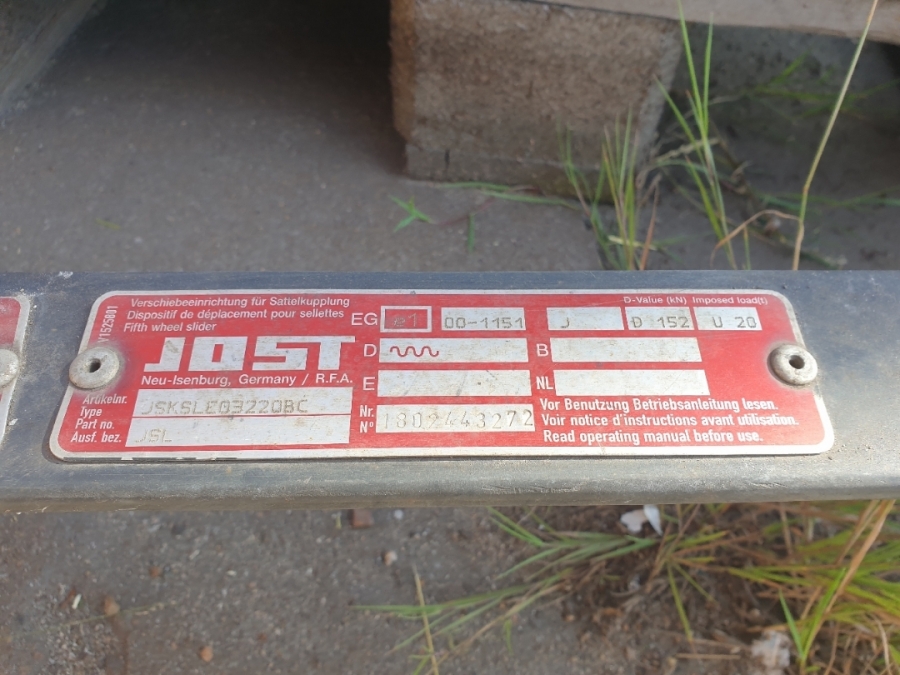 Verschiebeeinrichtung für Sattelkupplung
Dispositif de déplacement pour sellettes
Fifth wheel slider
JOST
Neu-Isenburg, Germany / R.F.A.
Artikelnr.
Type
Part no.
Ausf. bez.
JSKSLE03220BC
JSL
EG e1 00-1151
D
E
Nr.
N° 1802443272
D-Value (kN) Imposed load(t)
J D 152 U 20
B
NL
Vor Benutzung Betriebsanleitung lesen.
Voir notice d'instructions avant utilisation.
Read operating manual before use.